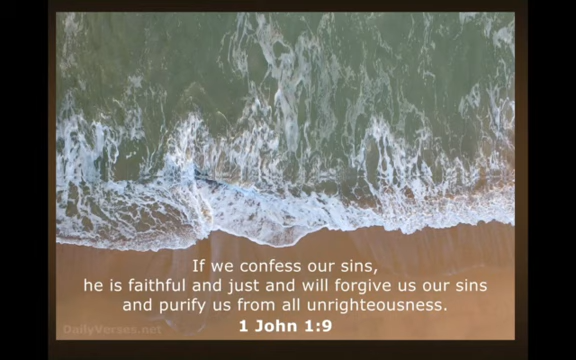 If we confess our sins,
he is faithful and just and will forgive us our sins
and purify us from all unrighteousness.
1 John 1:9
DailyVerses.net